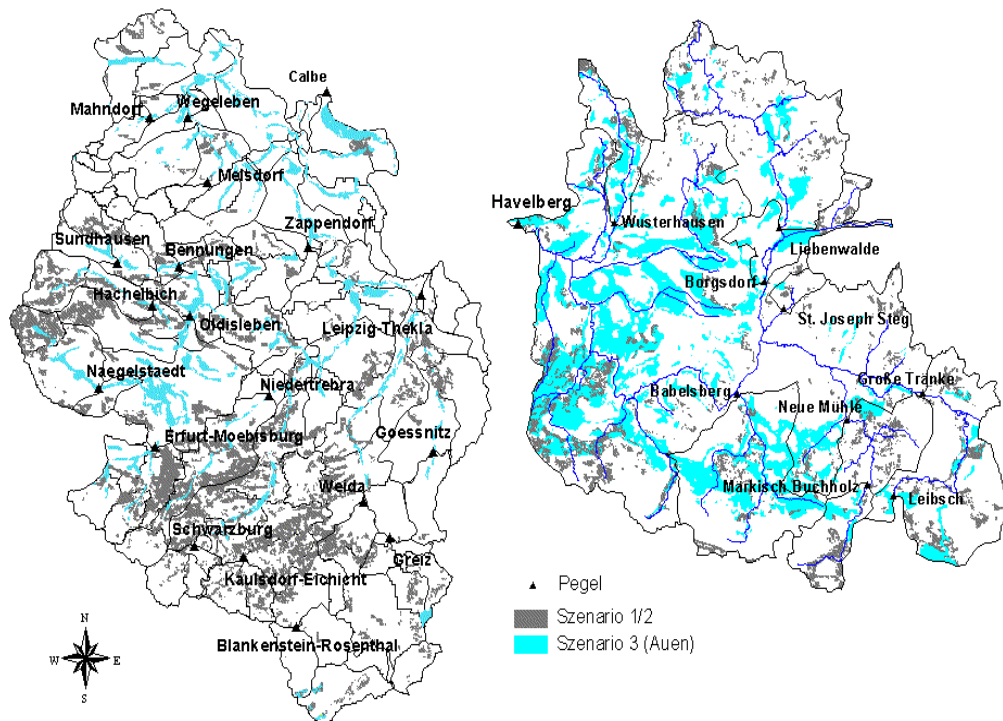 Calbe
Mahndorf
Wegeleben
Meisdorf
Zappendorf
Sundhausen
Bennungen
Hachelbich
Oldisleben
Leipzig-Thekla
Naegelstaedt
Niedertrebra
Erfurt-Moebisburg
Goessnitz
Weida
Schwarzburg
Greiz
Kaulsdorf-Eichicht
Blankenstein-Rosenthal
N
W
E
S
Havelberg
Wusterhausen
Liebenwalde
Borgsdorf
St. Joseph Steg
Babelsberg
Große Tränke
Neue Mühle
Märkisch Buchholz
Leibsch
Pegel
Szenario 1/2
Szenario 3 (Auen)